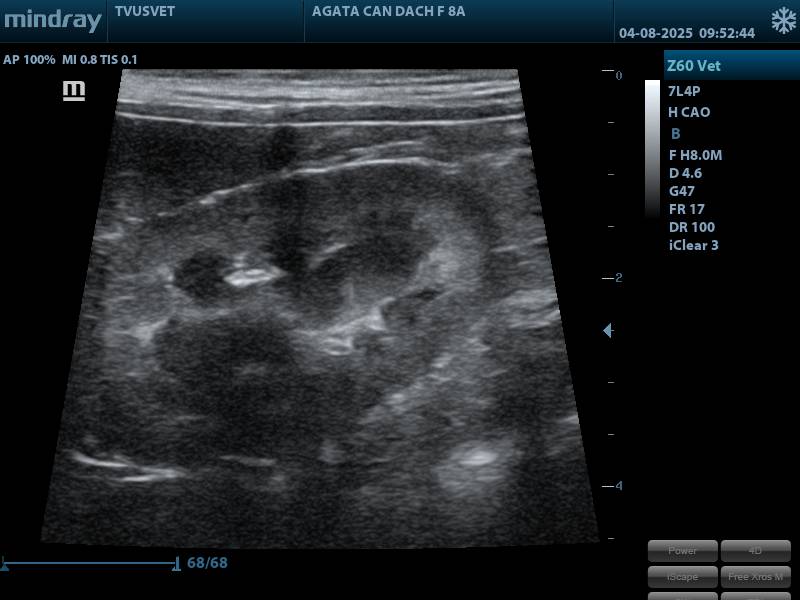 mindray
TVUSVET
AGATA CAN DACH F 8A
04-08-2025 09:52:44
AP 100% MI 0.8 TIS 0.1
m
Z60 Vet
7L4P
H CAO
B
F H8.0M
D 4.6
G47
FR 17
DR 100
iClear 3
0
2
4
68/68
Power
4D
iScape
Free Xros M